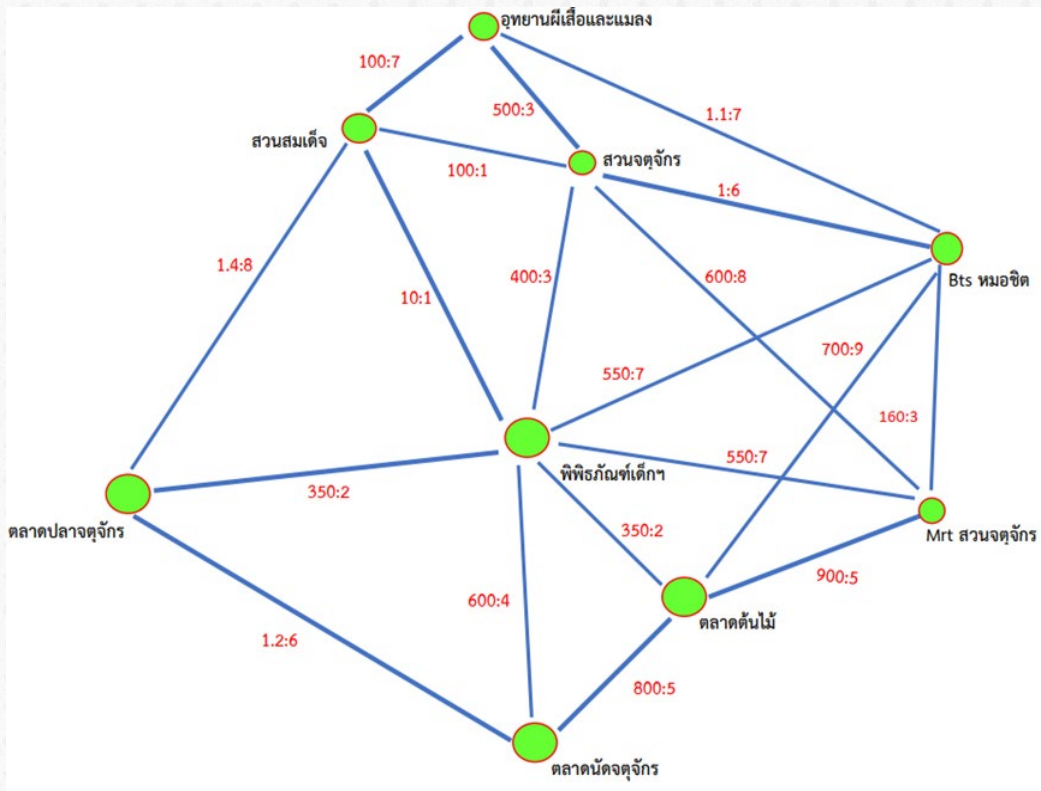 อุทยานผีเสื้อและแมลง
100:7
500:3
1.1:7
สวนสมเด็จ
สวนจตุจักร
100:1
1:6
1.4:8
10:1
400:3
600:8
Bts หมอชิต
700:9
550:7
160:3
550:7
พิพิธภัณฑ์เด็กฯ
350:2
ตลาดปลาจตุจักร
350:2
Mrt สวนจตุจักร
900:5
600:4
ตลาดต้นไม้
1.2:6
800:5
ตลาดนัดจตุจักร